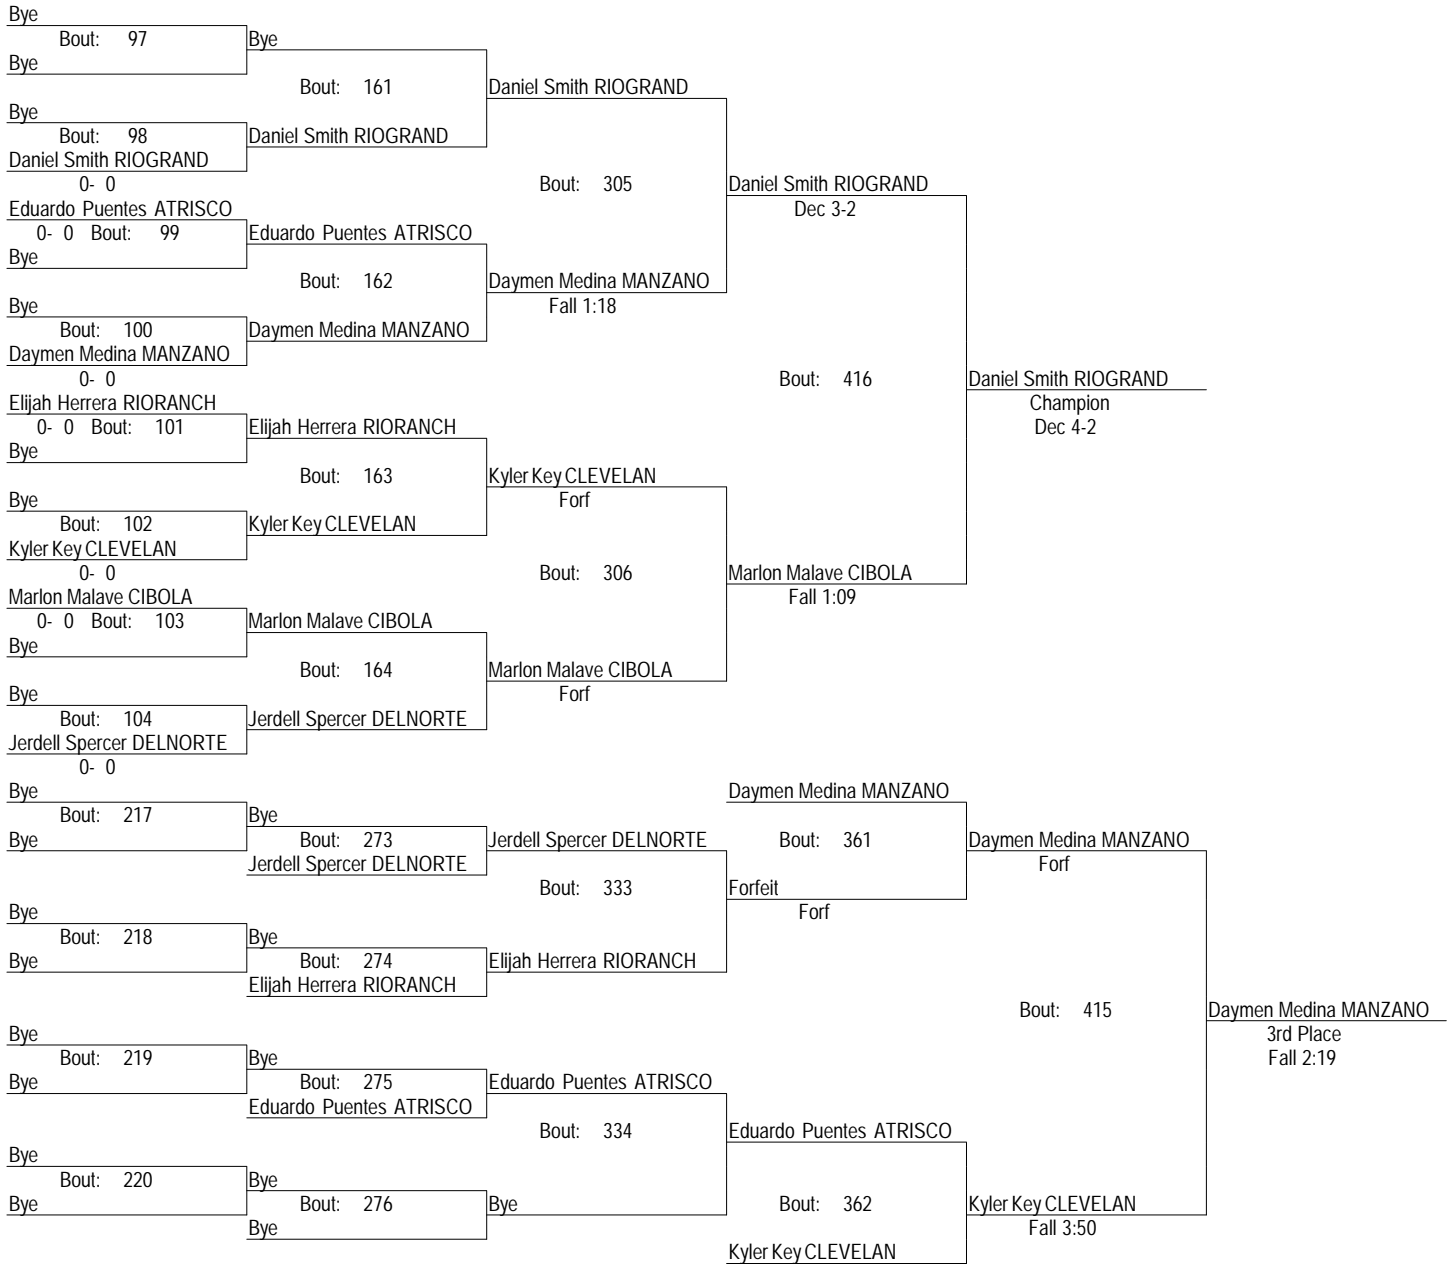 Bye
Bout: 97 Bye
Bye
Bout: 161 Daniel Smith RIOGRAND
Bye
Bout: 98 Daniel Smith RIOGRAND
Daniel Smith RIOGRAND
0- 0 Bout: 305 Daniel Smith RIOGRAND
Eduardo Puentes ATRISCO Dec 3-2
0- 0 Bout: 99 Eduardo Puentes ATRISCO
Bye
Bout: 162 Daymen Medina MANZANO
Bye Fall 1:18
Bout: 100 Daymen Medina MANZANO
Daymen Medina MANZANO
0- 0 Bout: 416 Daniel Smith RIOGRAND
Elijah Herrera RIORANCH Champion
0- 0 Bout: 101 Elijah Herrera RIORANCH Dec 4-2
Bye
Bout: 163 Kyler Key CLEVELAN
Bye Forf
Bout: 102 Kyler Key CLEVELAN
Kyler Key CLEVELAN
0- 0 Bout: 306 Marlon Malave CIBOLA
Marlon Malave CIBOLA Fall 1:09
0- 0 Bout: 103 Marlon Malave CIBOLA
Bye
Bout: 164 Marlon Malave CIBOLA
Bye Forf
Bout: 104 Jerdell Spercer DELNORTE
Jerdell Spercer DELNORTE
0- 0
Bye Daymen Medina MANZANO
Bout: 217 Bye
Bye Bout: 273 Jerdell Spercer DELNORTE Bout: 361 Daymen Medina MANZANO
Jerdell Spercer DELNORTE Forf
Bout: 333 Forfeit
Bye Forf
Bout: 218 Bye
Bye Bout: 274 Elijah Herrera RIORANCH
Elijah Herrera RIORANCH
Bout: 415 Daymen Medina MANZANO
Bye 3rd Place
Bout: 219 Bye Fall 2:19
Bye Bout: 275 Eduardo Puentes ATRISCO
Eduardo Puentes ATRISCO
Bout: 334 Eduardo Puentes ATRISCO
Bye
Bout: 220 Bye
Bye Bout: 276 Bye Bout: 362 Kyler Key CLEVELAN
Bye Fall 3:50
Kyler Key CLEVELAN